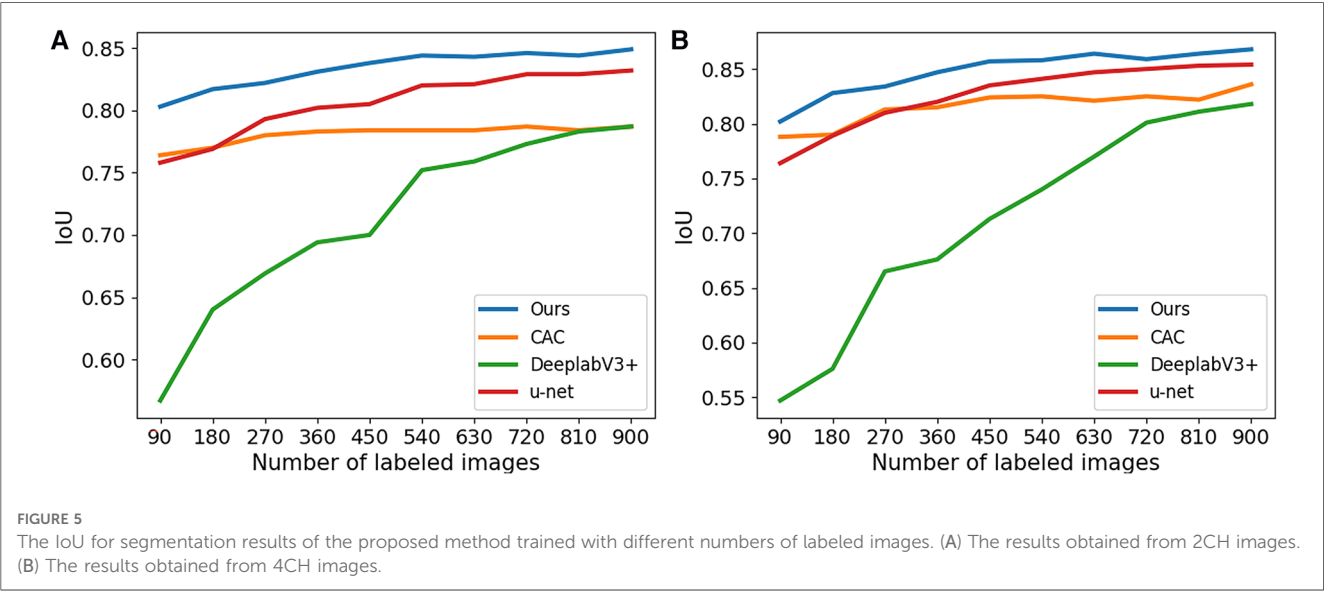 A
IoU
0.85
0.80
0.75
0.70
0.65
0.60
Ours
CAC
DeeplabV3+
u-net
90 180 270 360 450 540 630 720 810 900
Number of labeled images
B
IoU
0.85
0.80
0.75
0.70
0.65
0.60
0.55
Ours
CAC
DeeplabV3+
u-net
90 180 270 360 450 540 630 720 810 900
Number of labeled images
FIGURE 5
The IoU for segmentation results of the proposed method trained with different numbers of labeled images. (A) The results obtained from 2CH images.
(B) The results obtained from 4CH images.